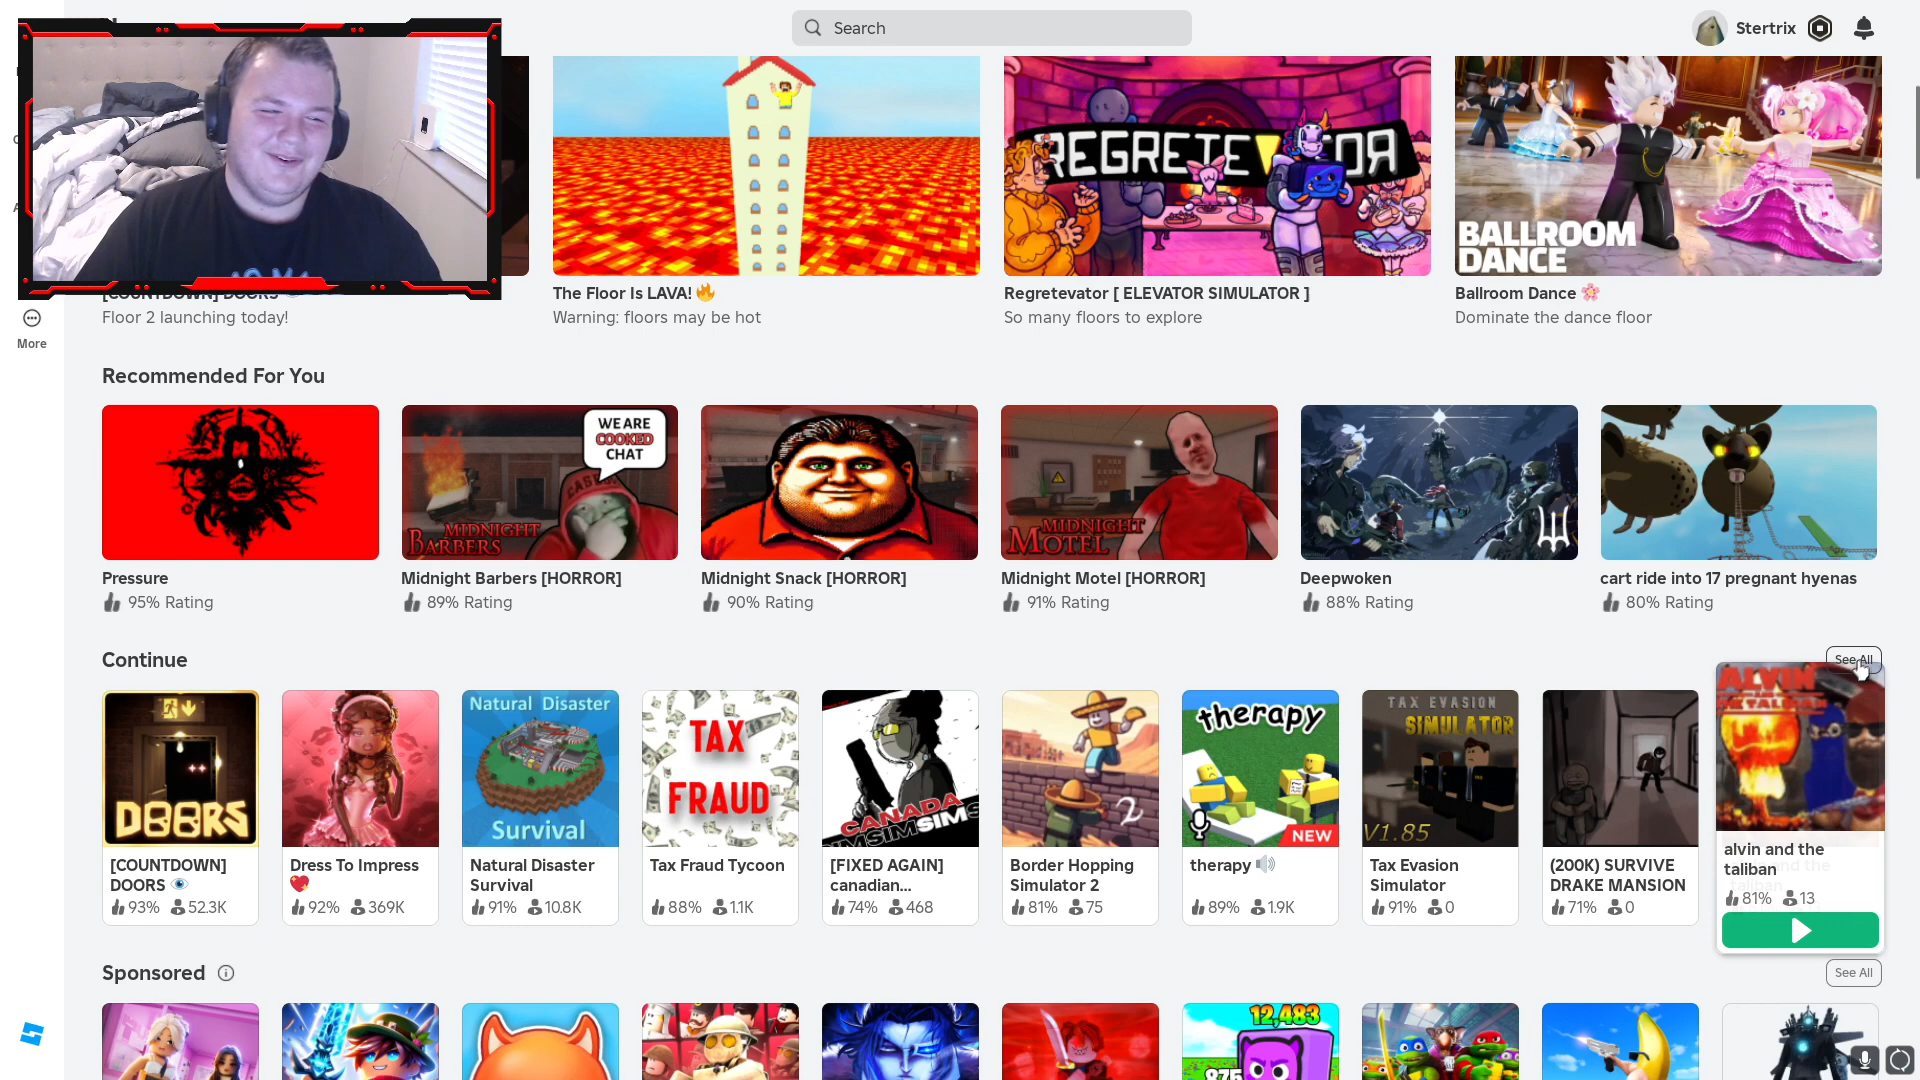 Search
Stertrix
REGRETEVATOR
BALLROOM
DANCE
[COUNTDOWN] DOORS
Floor 2 launching today!
The Floor Is LAVA! 🔥
Warning: floors may be hot
Regretevator [ ELEVATOR SIMULATOR ]
So many floors to explore
Ballroom Dance 🌸
Dominate the dance floor
More
Recommended For You
WE ARE
COOKED
CHAT
MIDNIGHT
BARBERS
MIDNIGHT
MOTEL
Pressure
95% Rating
Midnight Barbers [HORROR]
89% Rating
Midnight Snack [HORROR]
90% Rating
Midnight Motel [HORROR]
91% Rating
Deepwoken
88% Rating
cart ride into 17 pregnant hyenas
80% Rating
Continue
See All
DOORS
Natural Disaster
Survival
TAX
FRAUD
CANADA
2
therapy
NEW
TAX EVASION
SIMULATOR
V1.85
ALVIN
[COUNTDOWN]
DOORS 👁️
93% 52.3K
Dress To Impress
💖
92% 369K
Natural Disaster
Survival
91% 10.8K
Tax Fraud Tycoon
88% 1.1K
[FIXED AGAIN]
canadian...
74% 468
Border Hopping
Simulator 2
81% 75
therapy 🔊
89% 1.9K
Tax Evasion
Simulator
91% 0
(200K) SURVIVE
DRAKE MANSION
71% 0
alvin and the
taliban
81% 13
Sponsored
See All
12,483
875